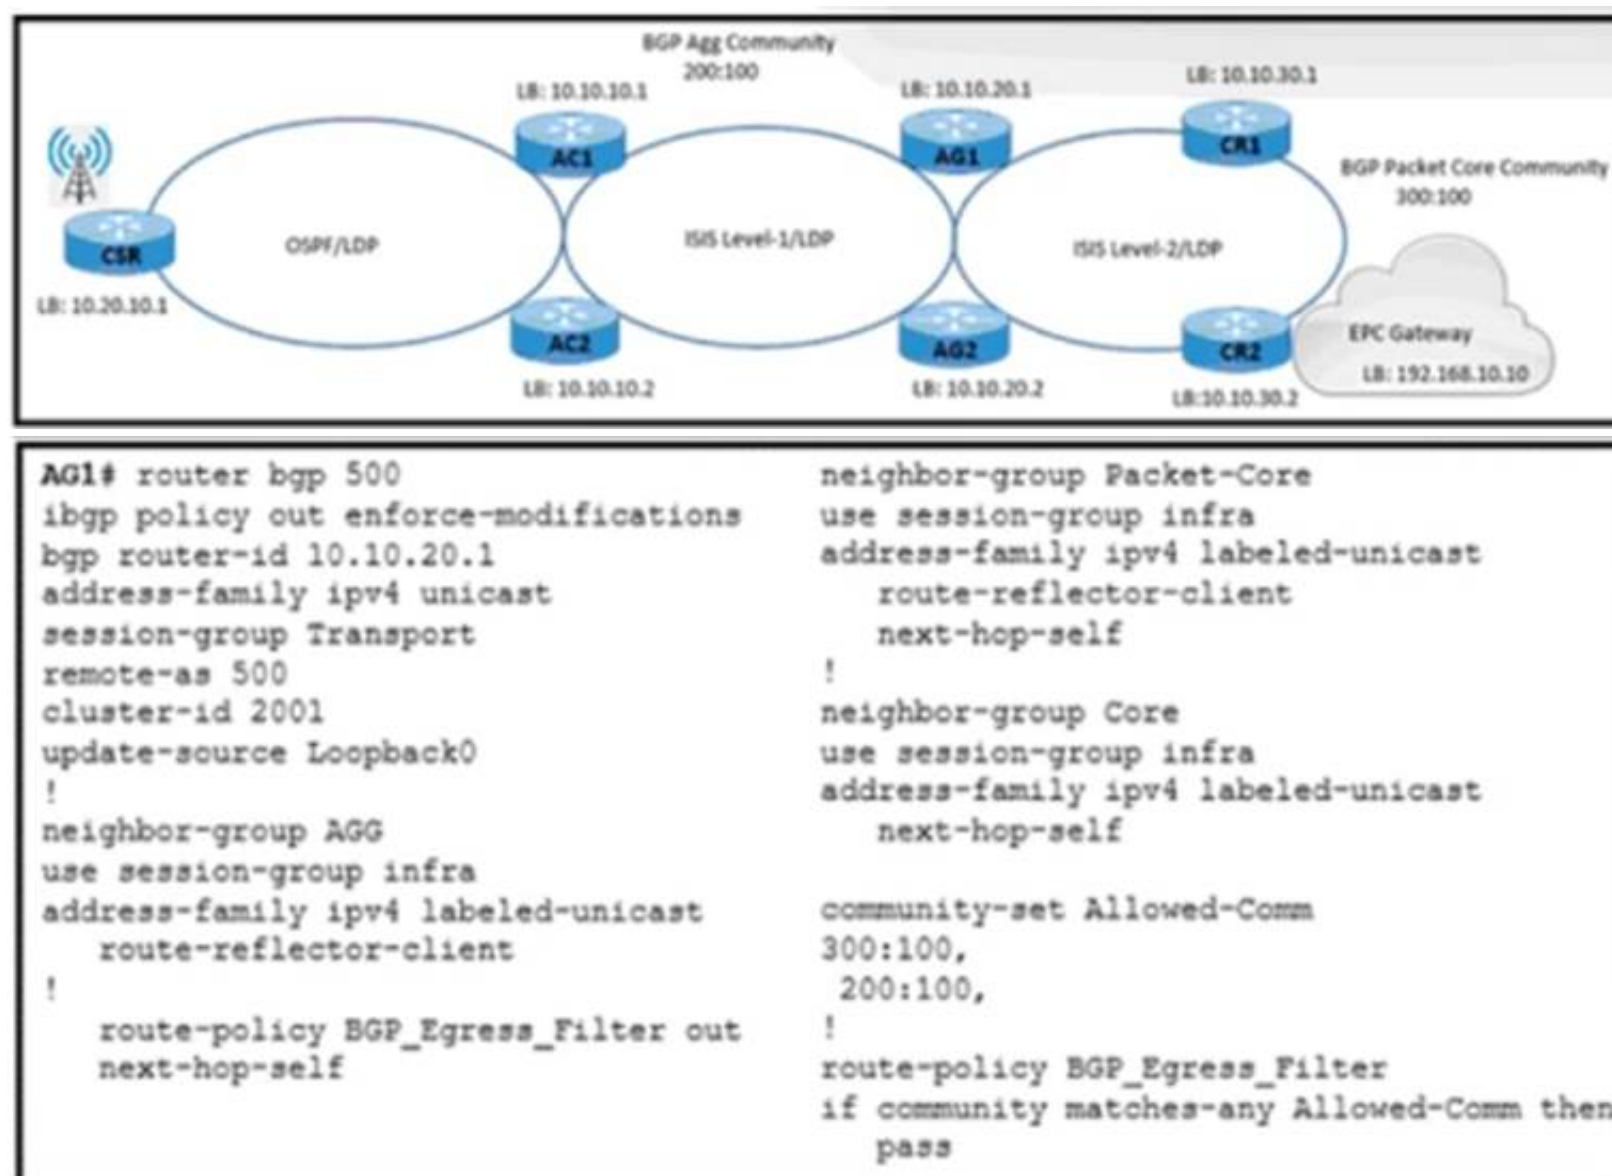 BGP Agg Community
200:100
LB: 10.10.10.1
LB: 10.10.20.1
LB: 10.10.30.1
AC1
AG1
CR1
BGP Packet Core Community
300:100
CSR
OSPF/LDP
ISIS Level-1/LDP
ISIS Level-2/LDP
LB: 10.20.10.1
AC2
AG2
CR2
EPC Gateway
LB: 192.168.10.10
LB: 10.10.10.2
LB: 10.10.20.2
LB:10.10.30.2
AG1# router bgp 500
ibgp policy out enforce-modifications
bgp router-id 10.10.20.1
address-family ipv4 unicast
session-group Transport
remote-as 500
cluster-id 2001
update-source Loopback0
!
neighbor-group AGG
use session-group infra
address-family ipv4 labeled-unicast
route-reflector-client
!
route-policy BGP_Egress_Filter out
next-hop-self
neighbor-group Packet-Core
use session-group infra
address-family ipv4 labeled-unicast
route-reflector-client
next-hop-self
!
neighbor-group Core
use session-group infra
address-family ipv4 labeled-unicast
next-hop-self
community-set Allowed-Comm
300:100,
200:100,
!
route-policy BGP_Egress_Filter
if community matches-any Allowed-Comm then
pass